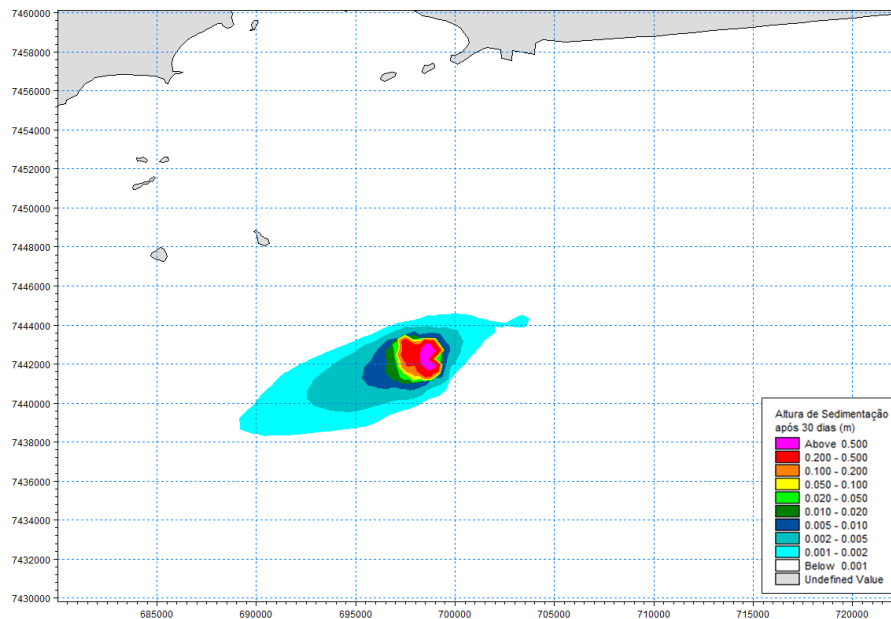 7460000
7458000
7456000
7454000
7452000
7450000
7448000
7446000
7444000
7442000
7440000
7438000
7436000
7434000
7432000
7430000
685000 690000 695000 700000 705000 710000 715000 720000
Altura de Sedimentação
após 30 dias (m)
Above 0.500
0.200 - 0.500
0.100 - 0.200
0.050 - 0.100
0.020 - 0.050
0.010 - 0.020
0.005 - 0.010
0.002 - 0.005
0.001 - 0.002
Below 0.001
Undefined Value